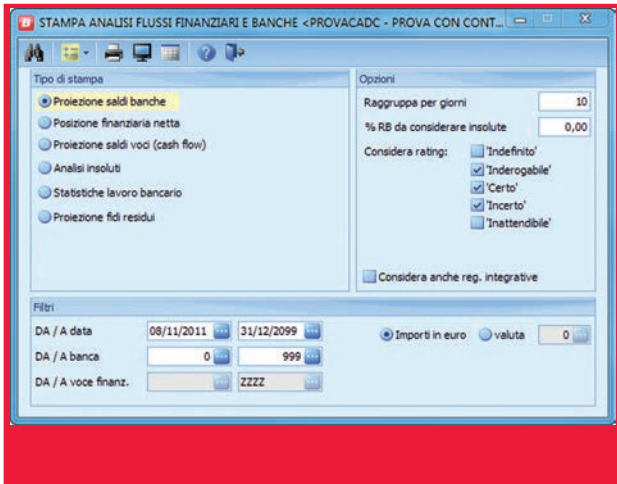 STAMPA ANALISI FLUSSI FINANZIARI E BANCHE <PROVACADC - PROVA CON CONT...
Tipo di stampa
Proiezione saldi banche
Posizione finanziaria netta
Proiezione saldi voci (cash flow)
Analisi insoluti
Statistiche lavoro bancario
Proiezione fidi residui
Opzioni
Raggruppa per giorni 10
% RB da considerare insolute 0,00
Considera rating: 'Indefinito'
'Inderogabile'
'Certo'
'Incerto'
'Inattendibile'
Considera anche reg. integrative
Filtri
DA / A data 08/11/2011 ... 31/12/2099 ... Importi in euro valuta 0 ...
DA / A banca 0 ... 999 ...
DA / A voce finanz. ... ZZZZ ...